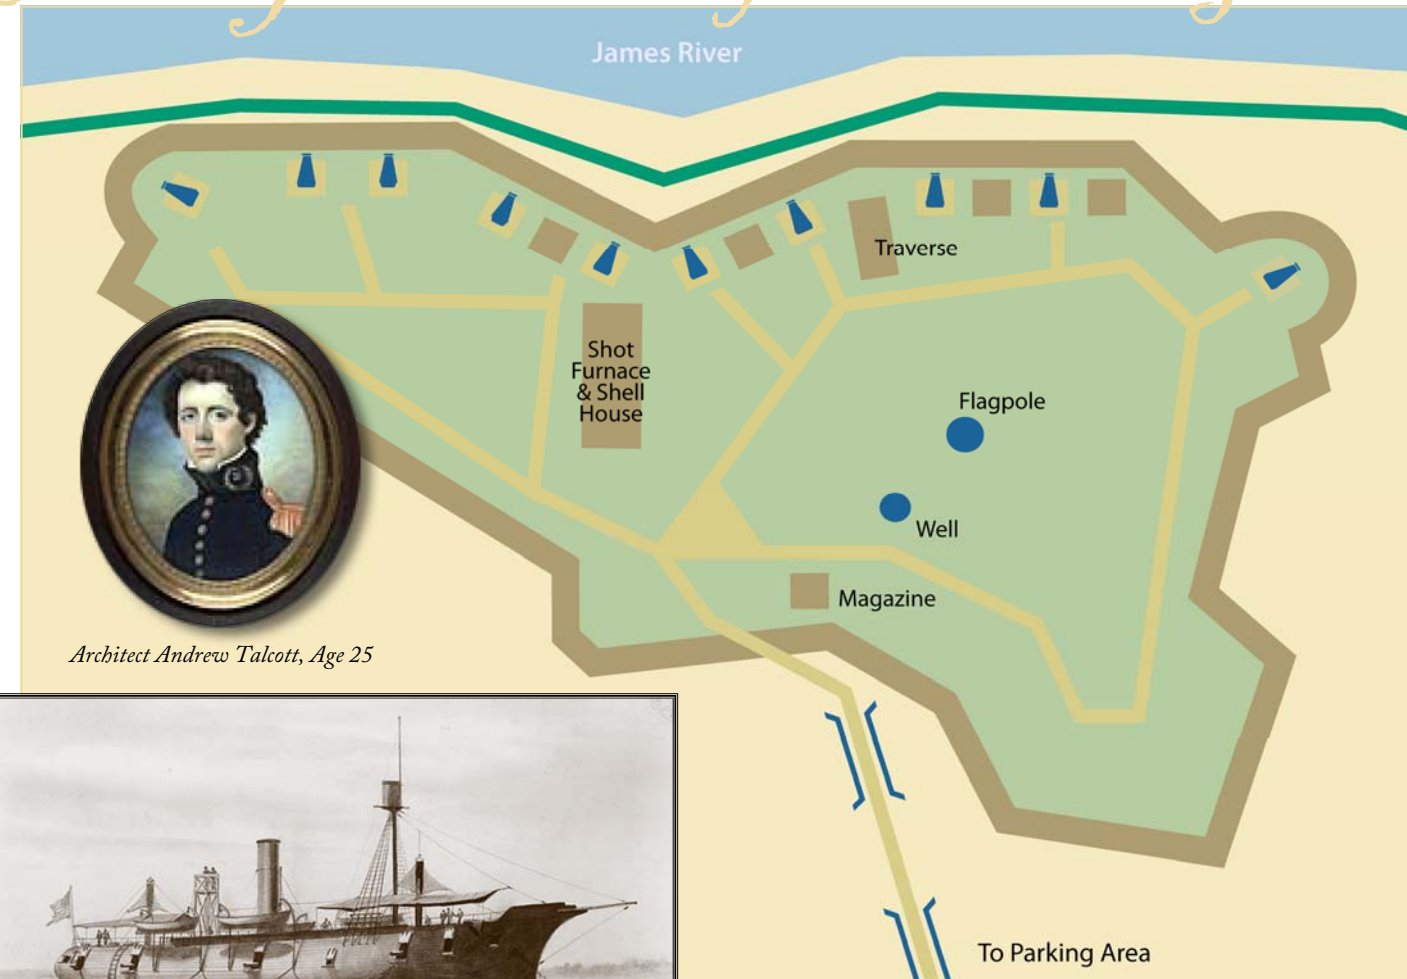 James River
Traverse
Shot
Furnace
& Shell
House
Flagpole
Well
Magazine
Architect Andrew Talcott, Age 25
To Parking Area